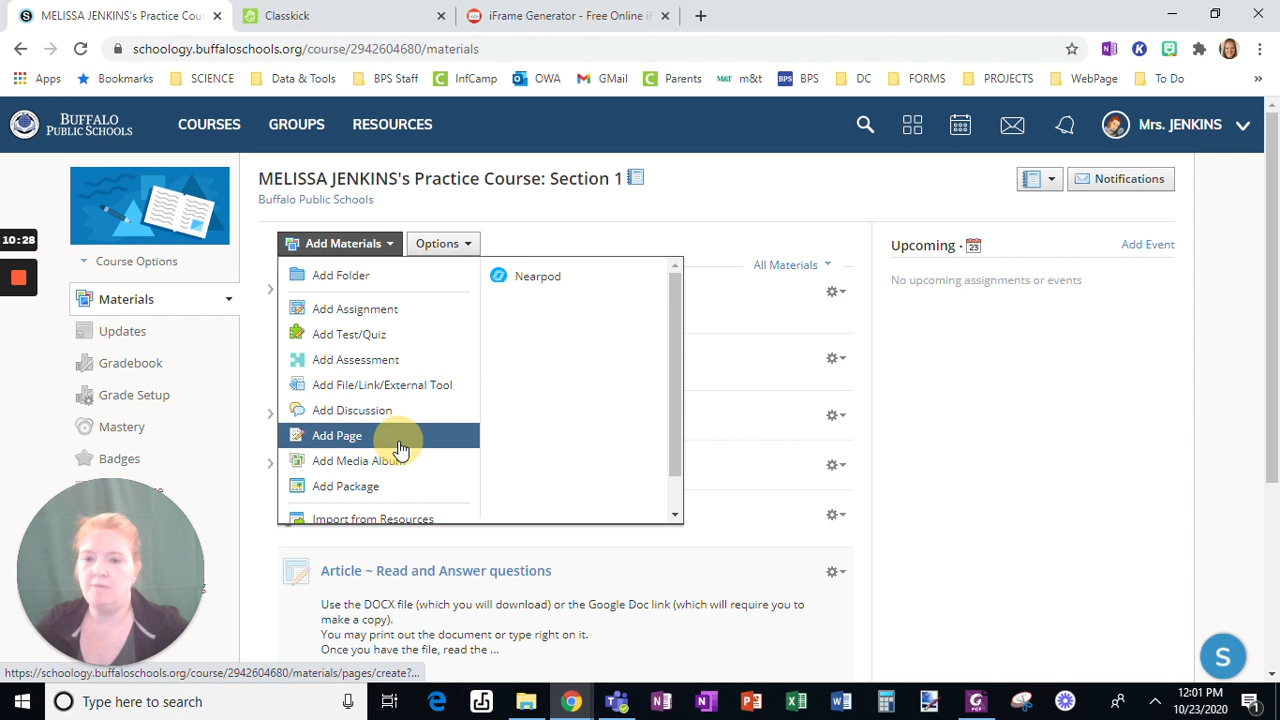 MELISSA JENKINS's Practice Cour
Classkick
iFrame Generator - Free Online iF
schoology.buffaloschools.org/course/2942604680/materials
Apps
Bookmarks
SCIENCE
Data & Tools
BPS Staff
InfCamp
OWA
GMail
Parents
M&T
m&t
BPS
BPS
DC
FORMS
PROJECTS
WebPage
To Do
BUFFALO
PUBLIC SCHOOLS
COURSES
GROUPS
RESOURCES
Mrs. JENKINS
MELISSA JENKINS's Practice Course: Section 1
Buffalo Public Schools
Notifications
10:28
Course Options
Materials
Updates
Gradebook
Grade Setup
Mastery
Badges
Add Materials
Options
Add Folder
Add Assignment
Add Test/Quiz
Add Assessment
Add File/Link/External Tool
Add Discussion
Add Page
Add Media Album
Add Package
Import from Resources
Nearpod
All Materials
Upcoming · 23
Add Event
No upcoming assignments or events
Article ~ Read and Answer questions
Use the DOCX file (which you will download) or the Google Doc link (which will require you to
make a copy).
You may print out the document or type right on it.
Once you have the file, read the ...
S
https://schoology.buffaloschools.org/course/2942604680/materials/pages/create?...
Type here to search
12:01 PM
10/23/2020